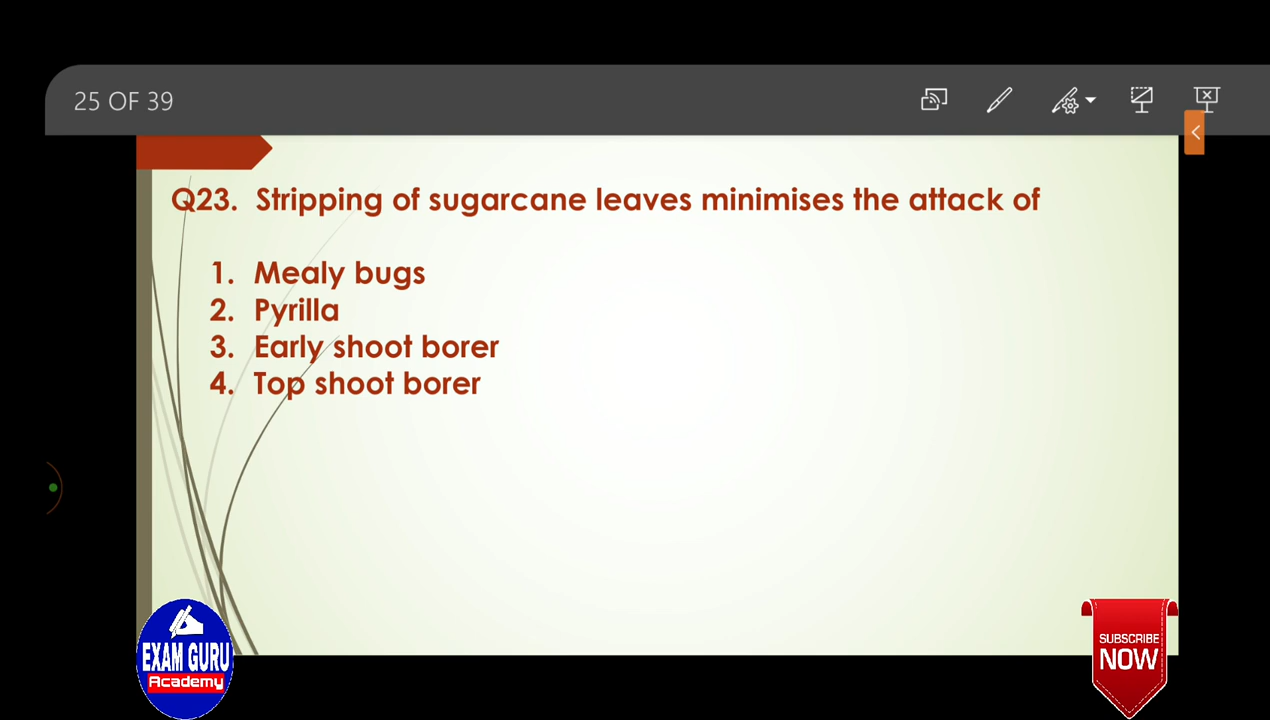 25 OF 39
Q23. Stripping of sugarcane leaves minimises the attack of
1. Mealy bugs
2. Pyrilla
3. Early shoot borer
4. Top shoot borer
EXAM GURU
Academy
SUBSCRIBE
NOW